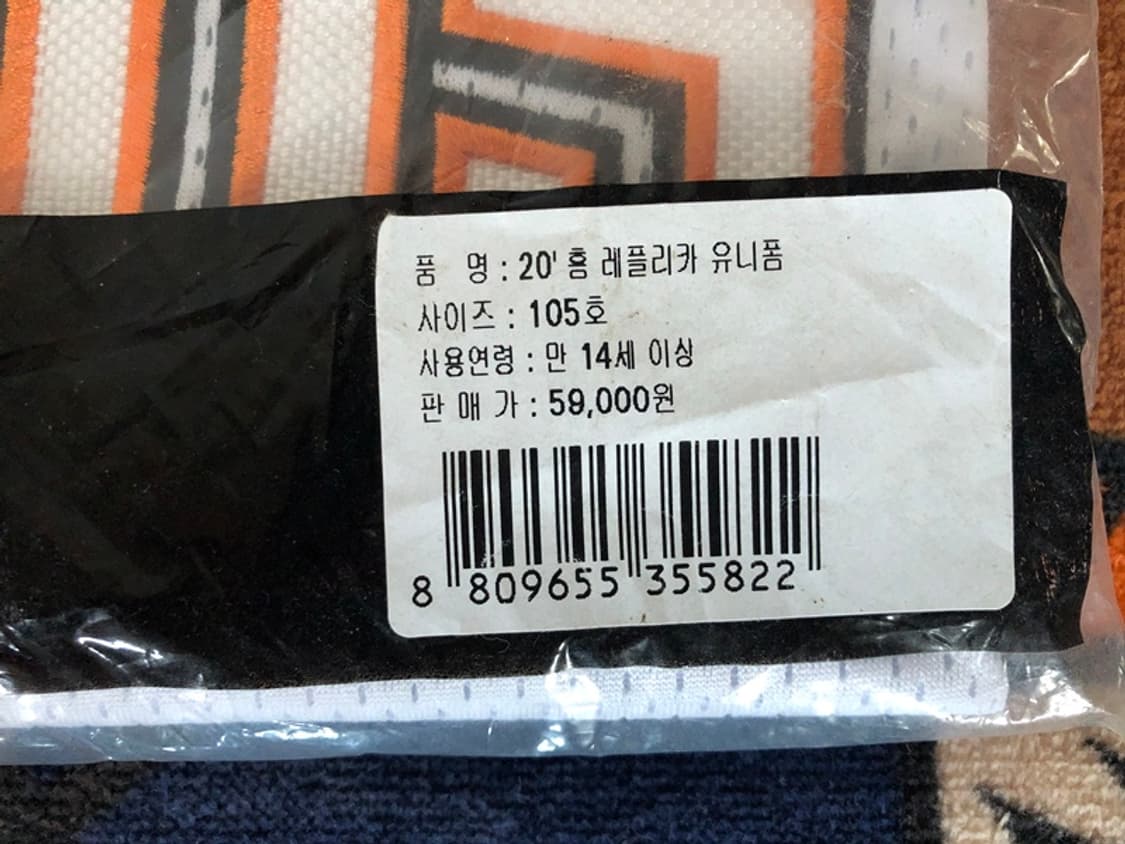 품 명 : 20' 홈 레플리카 유니폼
사이즈 : 105호
사용연령 : 만 14세 이상
판 매 가 : 59,000원
8 809655 355822